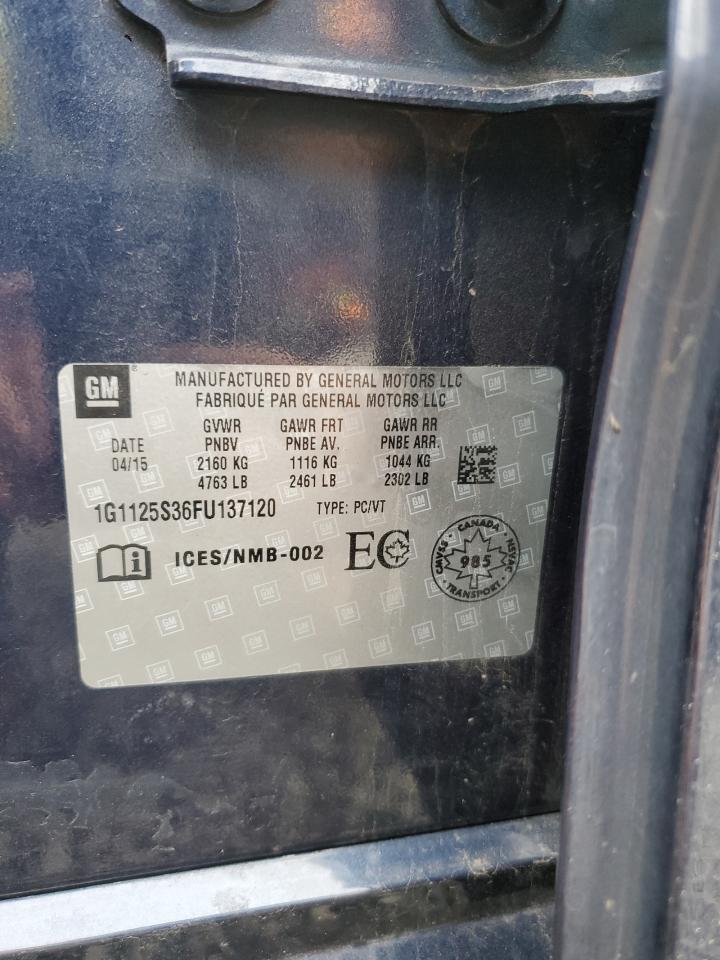 GM
MANUFACTURED BY GENERAL MOTORS LLC
FABRIQUÉ PAR GENERAL MOTORS LLC
GVWR GAWR FRT GAWR RR
DATE PNBV PNBE AV. PNBE ARR.
04/15 2160 KG 1116 KG 1044 KG
4763 LB 2461 LB 2302 LB
1G1125S36FU137120 TYPE: PC/VT
i ICES/NMB-002 EC
CANADA
CMVSS 985 NSVAC
TRANSPORT